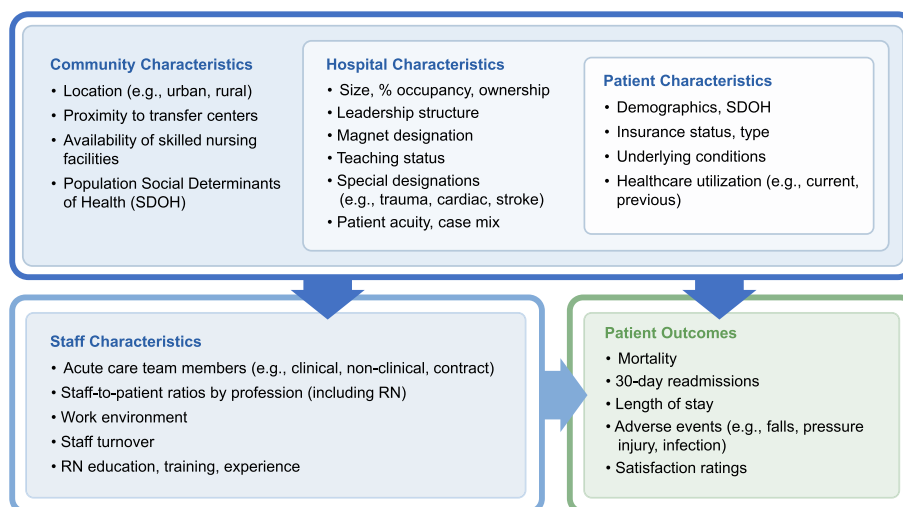 Community Characteristics
• Location (e.g., urban, rural)
• Proximity to transfer centers
• Availability of skilled nursing
facilities
• Population Social Determinants
of Health (SDOH)
Hospital Characteristics
• Size, % occupancy, ownership
• Leadership structure
• Magnet designation
• Teaching status
• Special designations
(e.g., trauma, cardiac, stroke)
• Patient acuity, case mix
Patient Characteristics
• Demographics, SDOH
• Insurance status, type
• Underlying conditions
• Healthcare utilization (e.g., current,
previous)
Staff Characteristics
• Acute care team members (e.g., clinical, non-clinical, contract)
• Staff-to-patient ratios by profession (including RN)
• Work environment
• Staff turnover
• RN education, training, experience
Patient Outcomes
• Mortality
• 30-day readmissions
• Length of stay
• Adverse events (e.g., falls, pressure
injury, infection)
• Satisfaction ratings